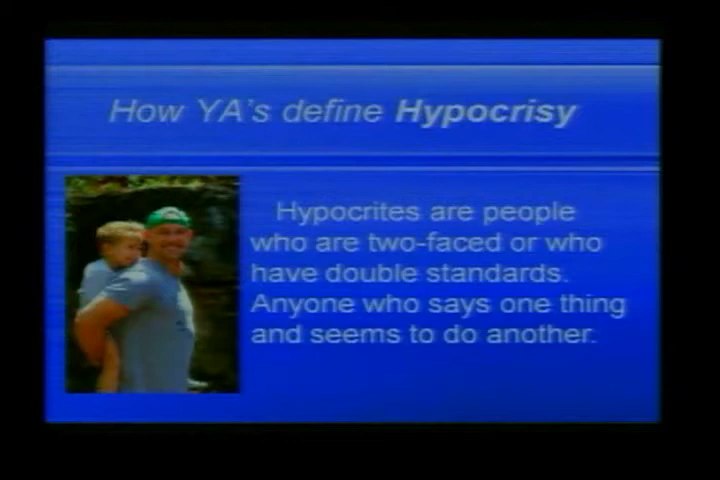 How YA's define Hypocrisy
Hypocrites are people
who are two-faced or who
have double standards.
Anyone who says one thing
and seems to do another.